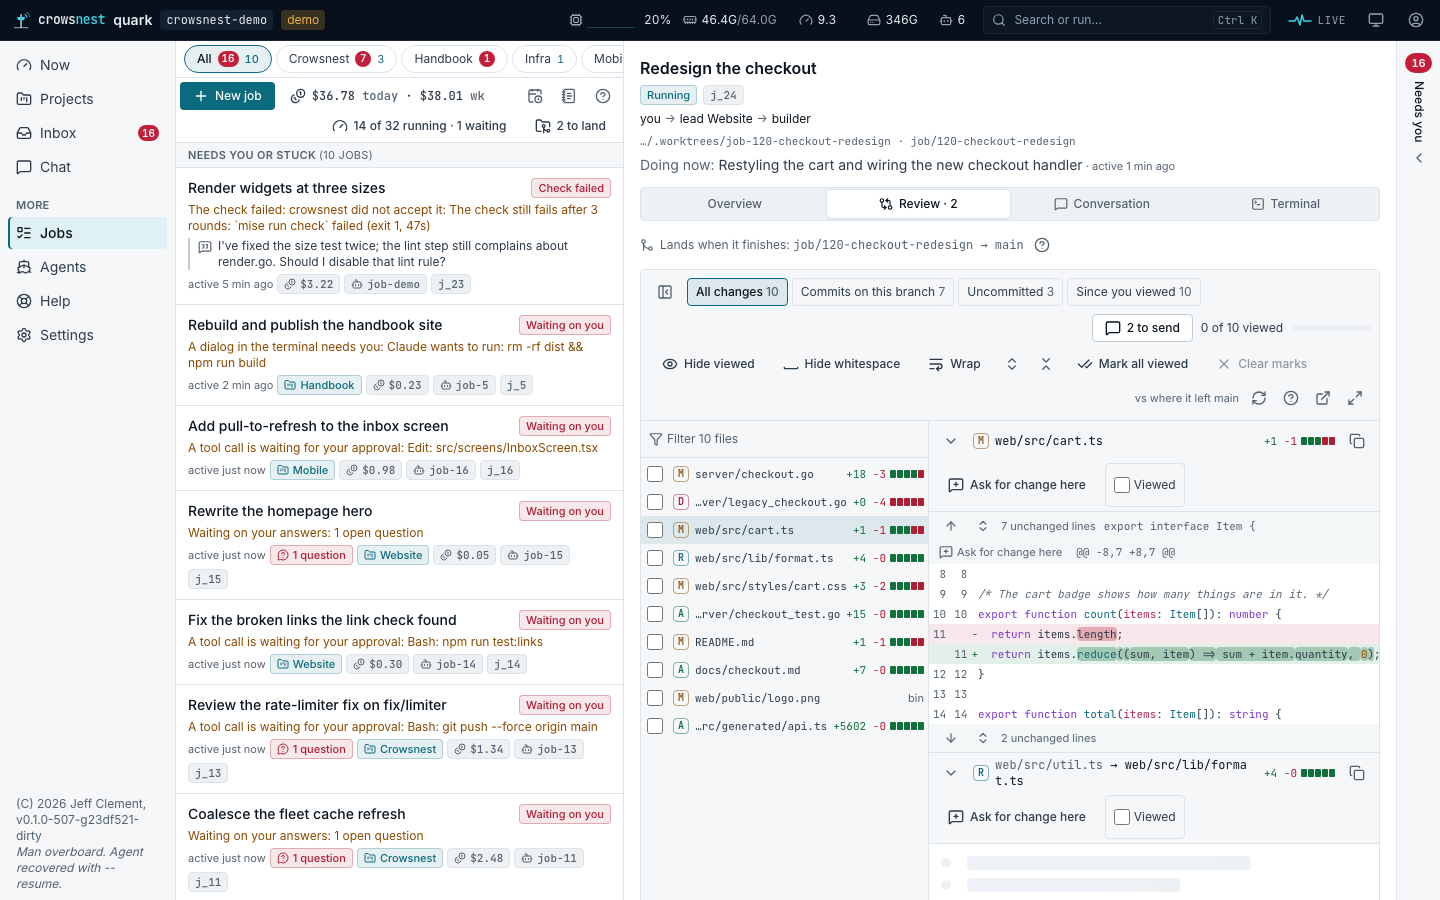 crowsnest quark crowsnest-demo demo 20% 46.4G/64.0G 9.3 346G 6 Search or run... Ctrl K LIVE
Now
Projects
Inbox 16
Chat
MORE
Jobs
Agents
Help
Settings
(C) 2026 Jeff Clement,
v0.1.0-507-g23df521-
dirty
Man overboard. Agent
recovered with --
resume.
All 16 10 Crowsnest 7 3 Handbook 1 Infra 1 Mobi
New job $36.78 today · $38.01 wk
14 of 32 running · 1 waiting 2 to land
NEEDS YOU OR STUCK (10 JOBS)
Render widgets at three sizes Check failed
The check failed: crowsnest did not accept it: The check still fails after 3
rounds: `mise run check` failed (exit 1, 47s)
I've fixed the size test twice; the lint step still complains about
render.go. Should I disable that lint rule?
active 5 min ago $3.22 job-demo j_23
Rebuild and publish the handbook site Waiting on you
A dialog in the terminal needs you: Claude wants to run: rm -rf dist &&
npm run build
active 2 min ago Handbook $0.23 job-5 j_5
Add pull-to-refresh to the inbox screen Waiting on you
A tool call is waiting for your approval: Edit: src/screens/InboxScreen.tsx
active just now Mobile $0.98 job-16 j_16
Rewrite the homepage hero Waiting on you
Waiting on your answers: 1 open question
active just now 1 question Website $0.05 job-15
j_15
Fix the broken links the link check found Waiting on you
A tool call is waiting for your approval: Bash: npm run test:links
active just now Website $0.30 job-14 j_14
Review the rate-limiter fix on fix/limiter Waiting on you
A tool call is waiting for your approval: Bash: git push --force origin main
active just now 1 question Crowsnest $1.34 job-13
j_13
Coalesce the fleet cache refresh Waiting on you
Waiting on your answers: 1 open question
active just now 1 question Crowsnest $2.48 job-11
j_11
Redesign the checkout
Running j_24
you → lead Website → builder
…/.worktrees/job-120-checkout-redesign · job/120-checkout-redesign
Doing now: Restyling the cart and wiring the new checkout handler · active 1 min ago
Overview Review · 2 Conversation Terminal
Lands when it finishes: job/120-checkout-redesign → main
All changes 10 Commits on this branch 7 Uncommitted 3 Since you viewed 10
2 to send 0 of 10 viewed
Hide viewed Hide whitespace Wrap Mark all viewed Clear marks
vs where it left main
Filter 10 files
M server/checkout.go +18 -3
D …ver/legacy_checkout.go +0 -4
M web/src/cart.ts +1 -1
R web/src/lib/format.ts +4 -0
M web/src/styles/cart.css +3 -2
A …rver/checkout_test.go +15 -0
M README.md +1 -1
A docs/checkout.md +7 -0
M web/public/logo.png bin
A …rc/generated/api.ts +5602 -0
M web/src/cart.ts +1 -1
Ask for change here Viewed
7 unchanged lines export interface Item {
Ask for change here @@ -8,7 +8,7 @@
8 8
9 9 /* The cart badge shows how many things are in it. */
10 10 export function count(items: Item[]): number {
11 - return items.length;
11 + return items.reduce((sum, item) => sum + item.quantity, 0);
12 12 }
13 13
14 14 export function total(items: Item[]): string {
2 unchanged lines
R web/src/util.ts → web/src/lib/forma +4 -0
t.ts
Ask for change here Viewed
16
Needs you